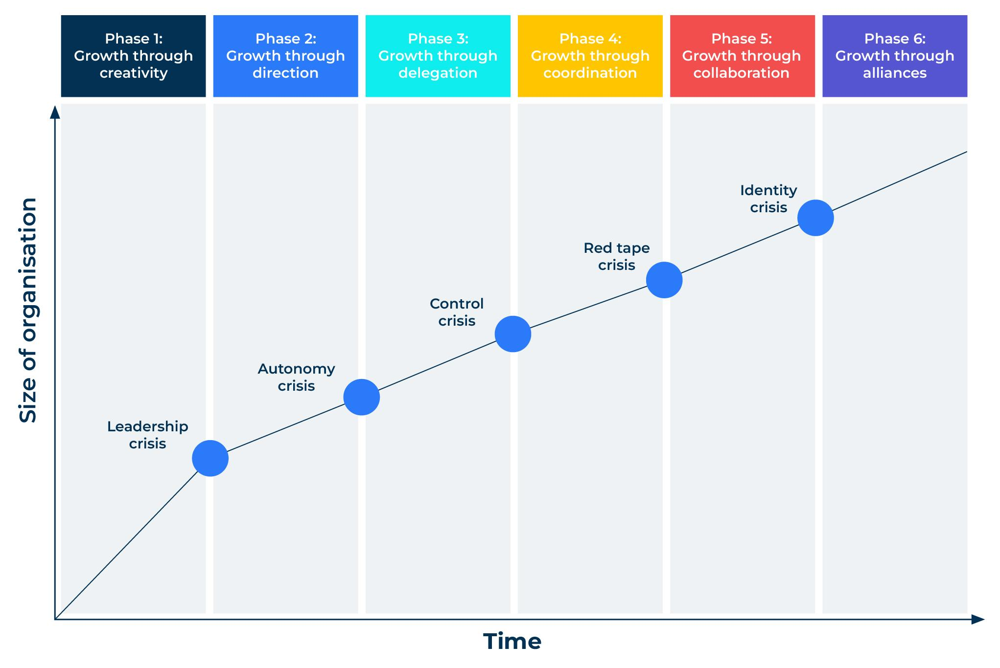 Phase 1:
Growth through
creativity
Phase 2:
Growth through
direction
Phase 3:
Growth through
delegation
Phase 4:
Growth through
coordination
Phase 5:
Growth through
collaboration
Phase 6:
Growth through
alliances
Size of organisation
Leadership
crisis
Autonomy
crisis
Control
crisis
Red tape
crisis
Identity
crisis
Time